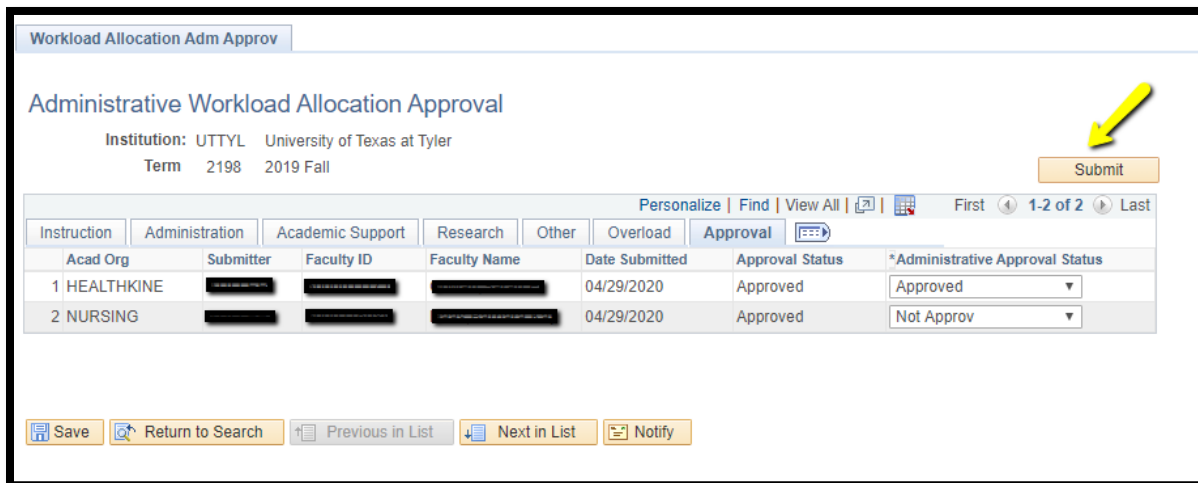 Workload Allocation Adm Approv
Administrative Workload Allocation Approval
Institution: UTTYL University of Texas at Tyler
Term 2198 2019 Fall
Submit
Personalize | Find | View All | | First 1-2 of 2 Last
Instruction Administration Academic Support Research Other Overload Approval
Acad Org Submitter Faculty ID Faculty Name Date Submitted Approval Status *Administrative Approval Status
1 HEALTHKINE 04/29/2020 Approved Approved
2 NURSING 04/29/2020 Approved Not Approv
Save Return to Search Previous in List Next in List Notify